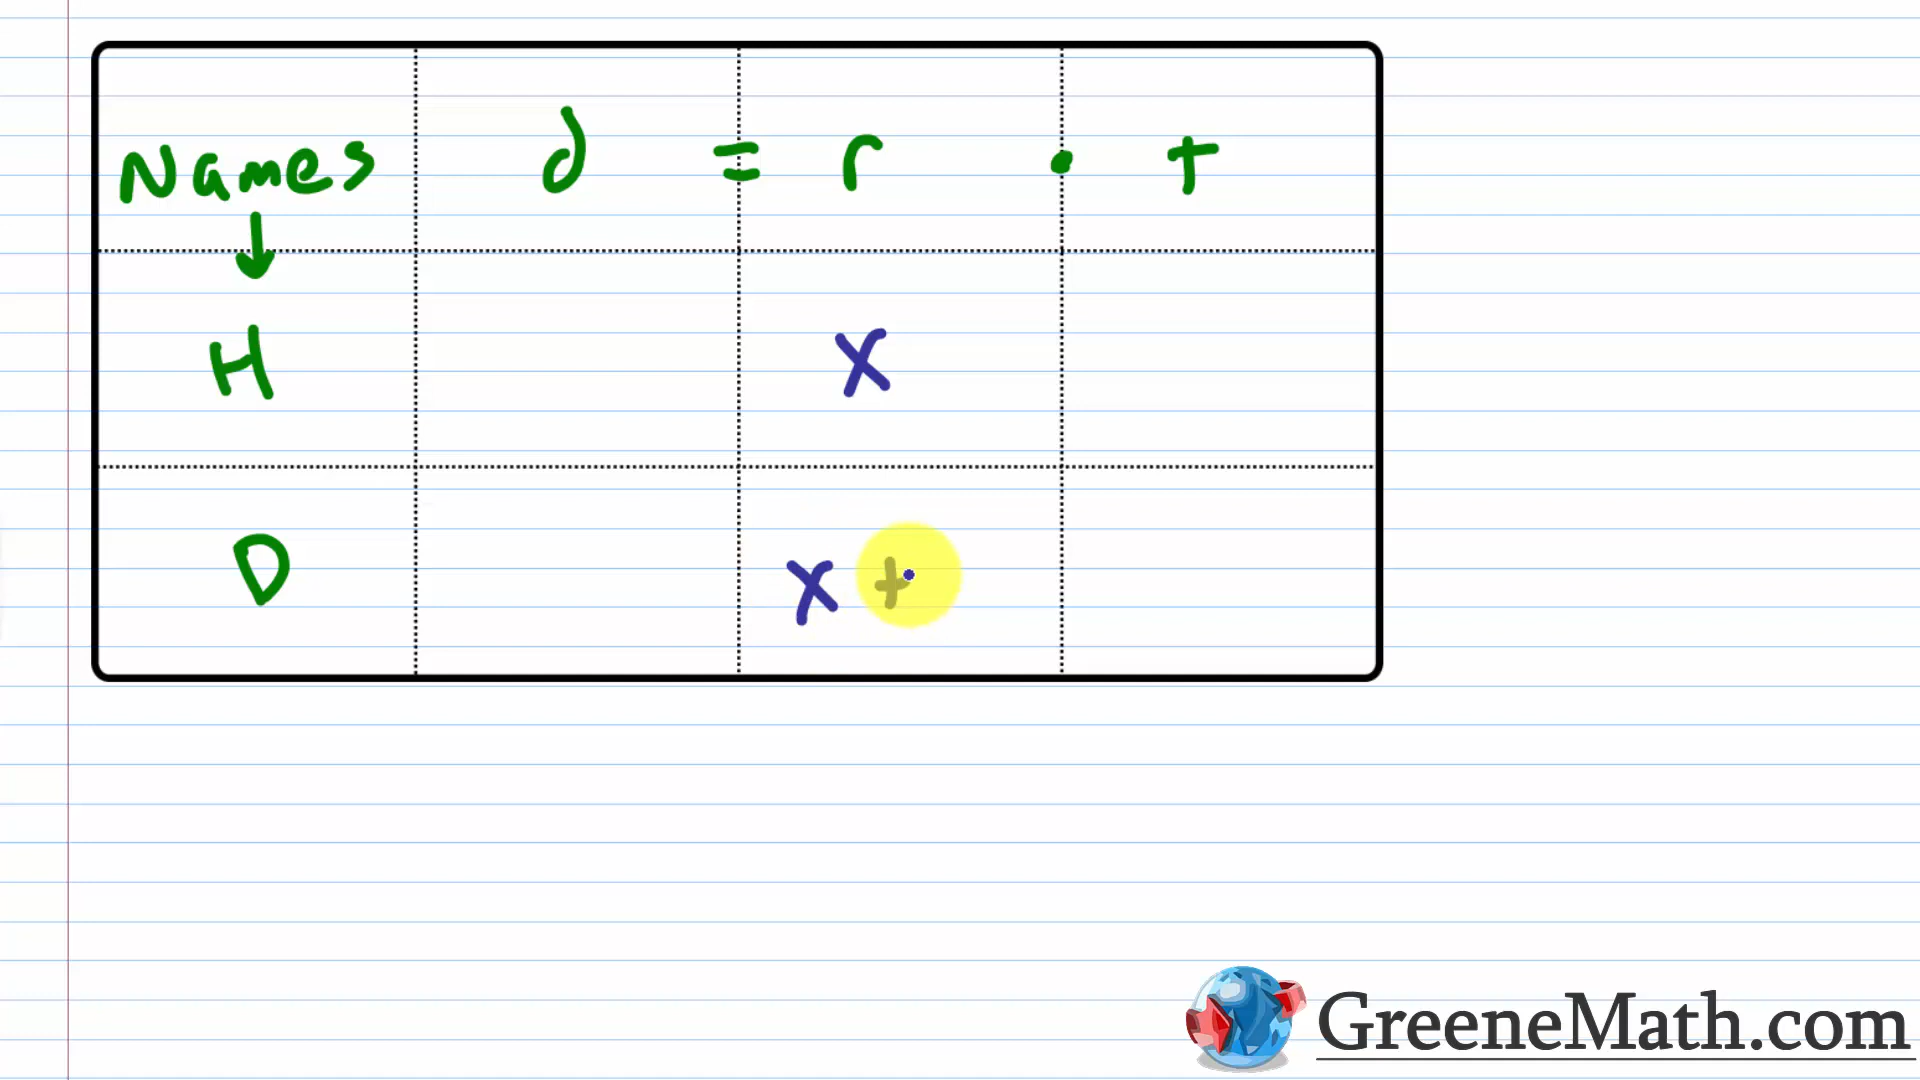 Names d = r • t
H x
D x +
GreeneMath.com